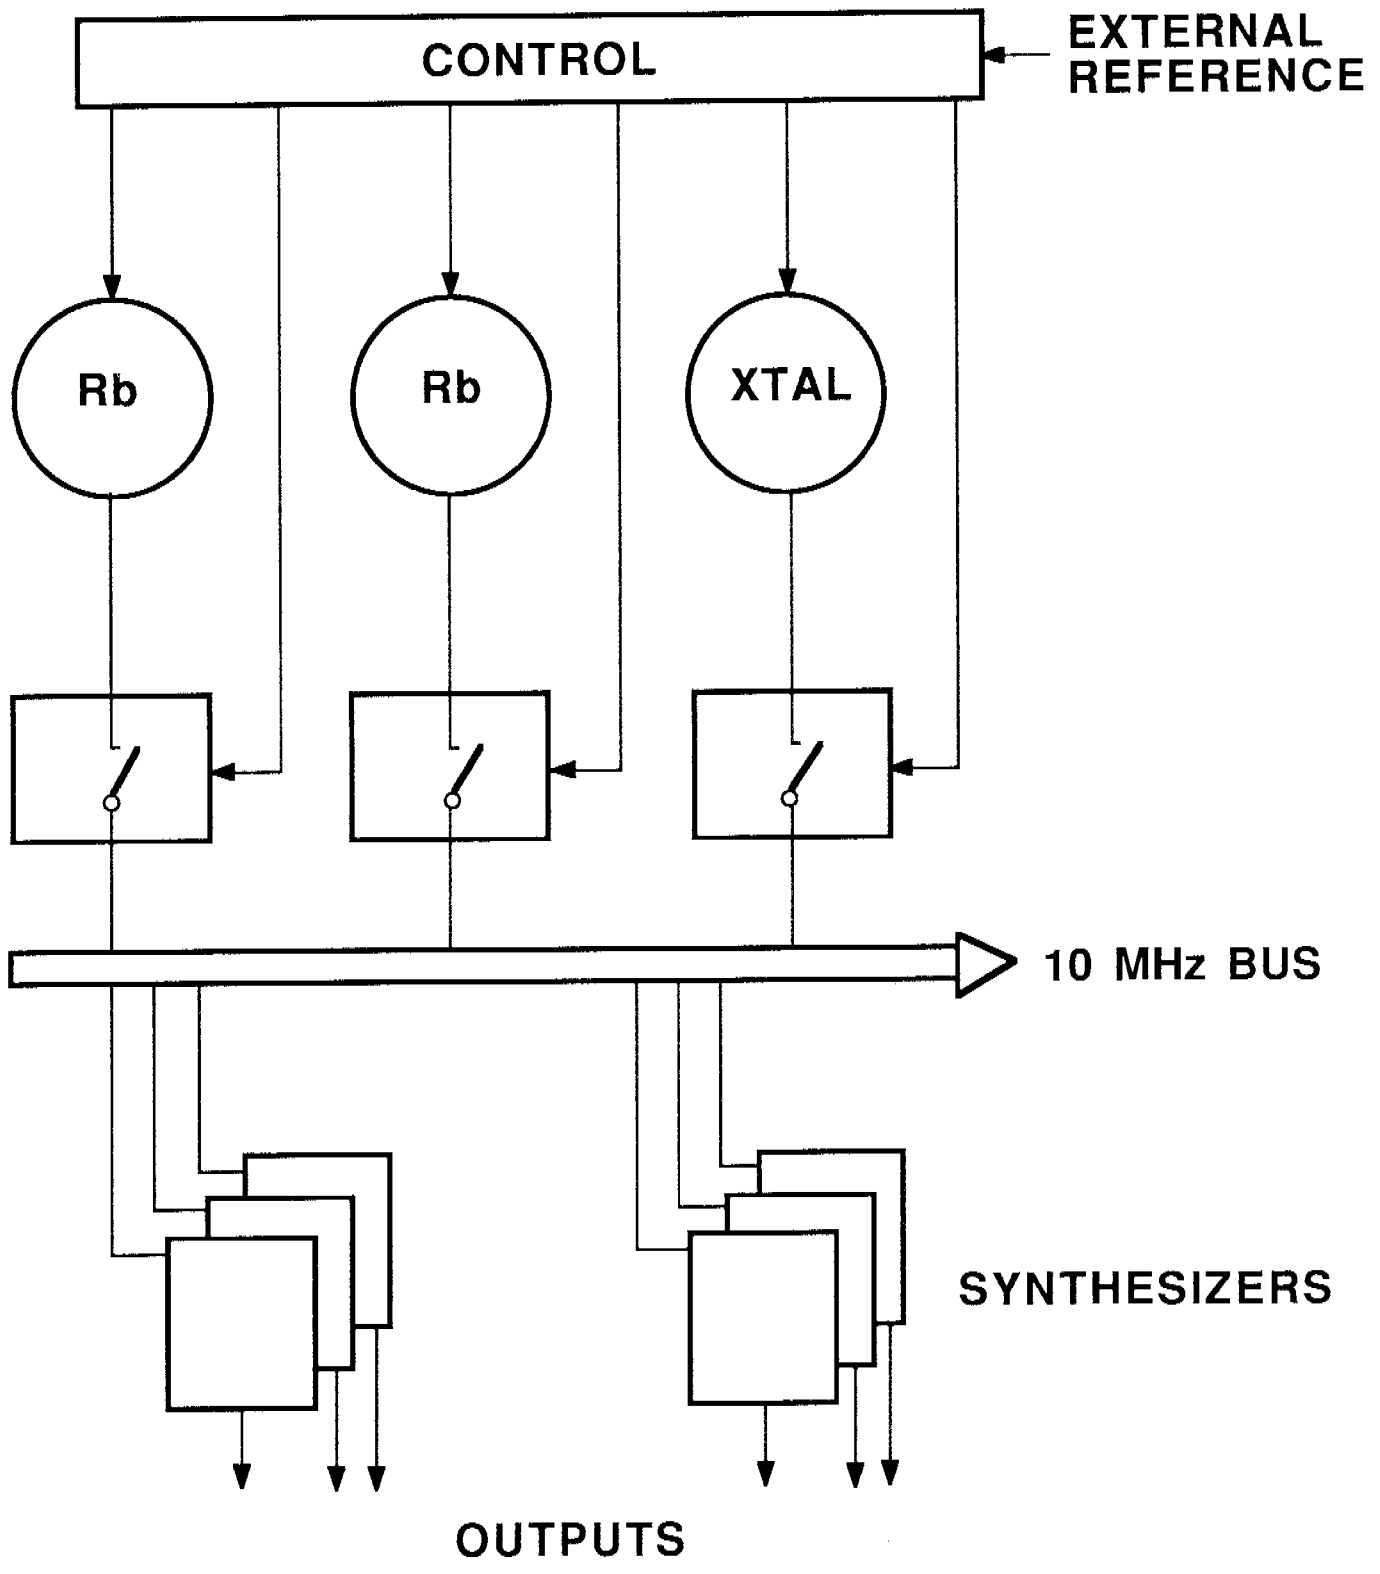 CONTROL
EXTERNAL
REFERENCE
Rb
Rb
XTAL
10 MHz BUS
SYNTHESIZERS
OUTPUTS